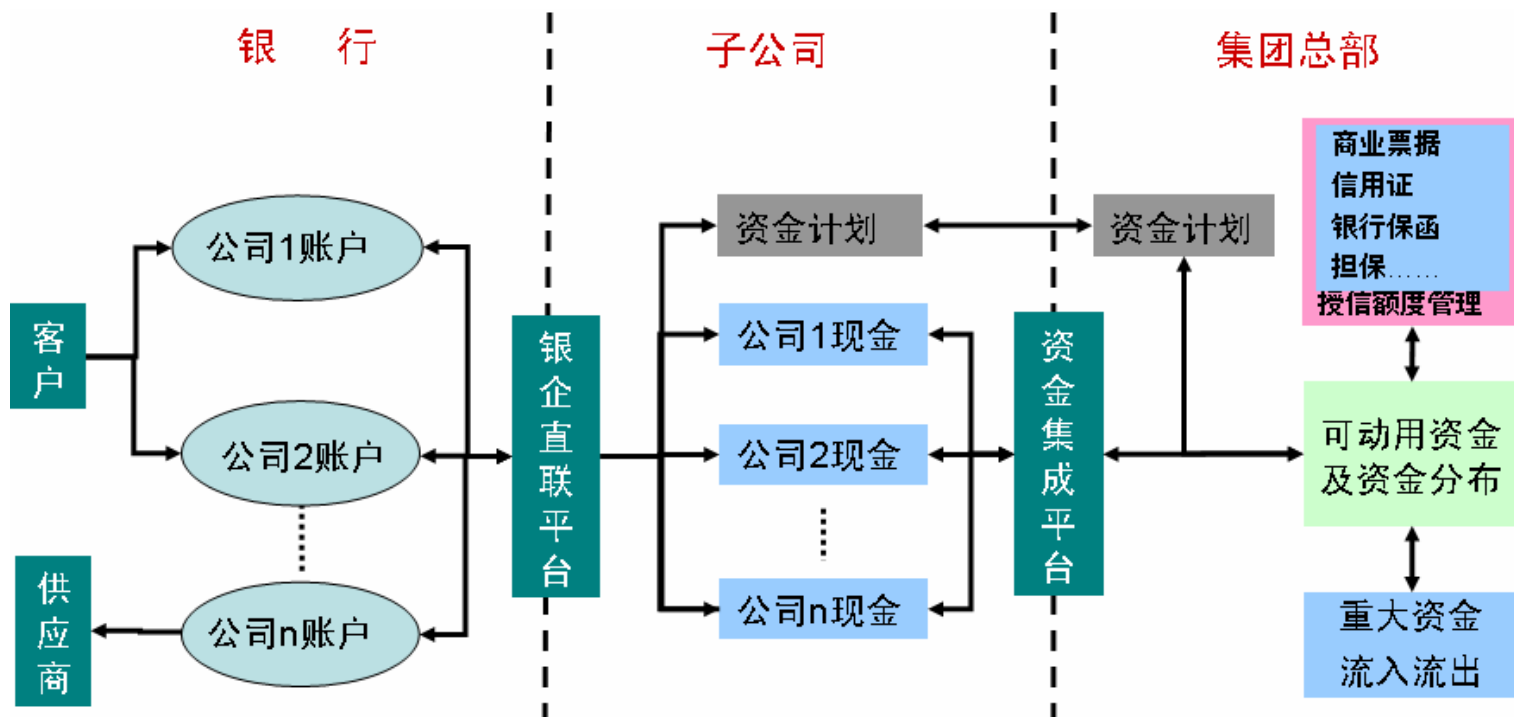 银 行
子公司
集团总部
商业票据
信用证
银行保函
担保……
授信额度管理
公司1账户
资金计划
资金计划
客户
银企直联平台
公司1现金
资金集成平台
公司2账户
公司2现金
可动用资金
及资金分布
供应商
公司n账户
公司n现金
重大资金
流入流出